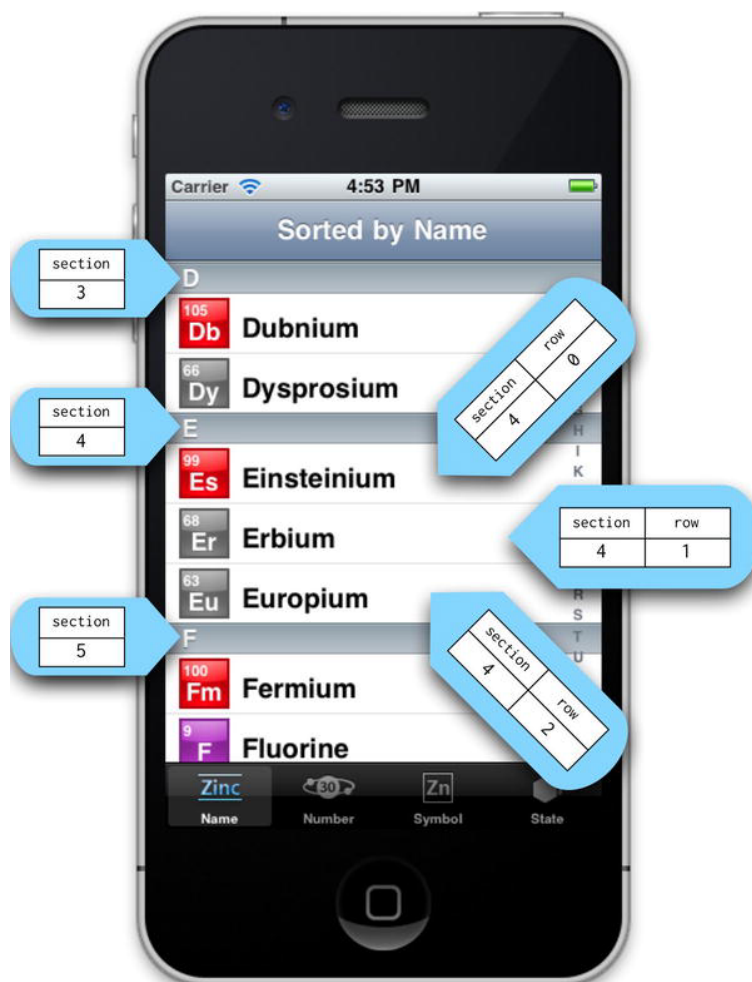 Carrier 4:53 PM
Sorted by Name
section
3
D
105
Db Dubnium
section row
4 0
66
Dy Dysprosium
section
4
E
H
I
K
99
Es Einsteinium
68
Er Erbium
section row
4 1
63
Eu Europium
R
S
T
U
section
5
F
section row
4 2
100
Fm Fermium
9
F Fluorine
Zinc 30 Zn
Name Number Symbol State